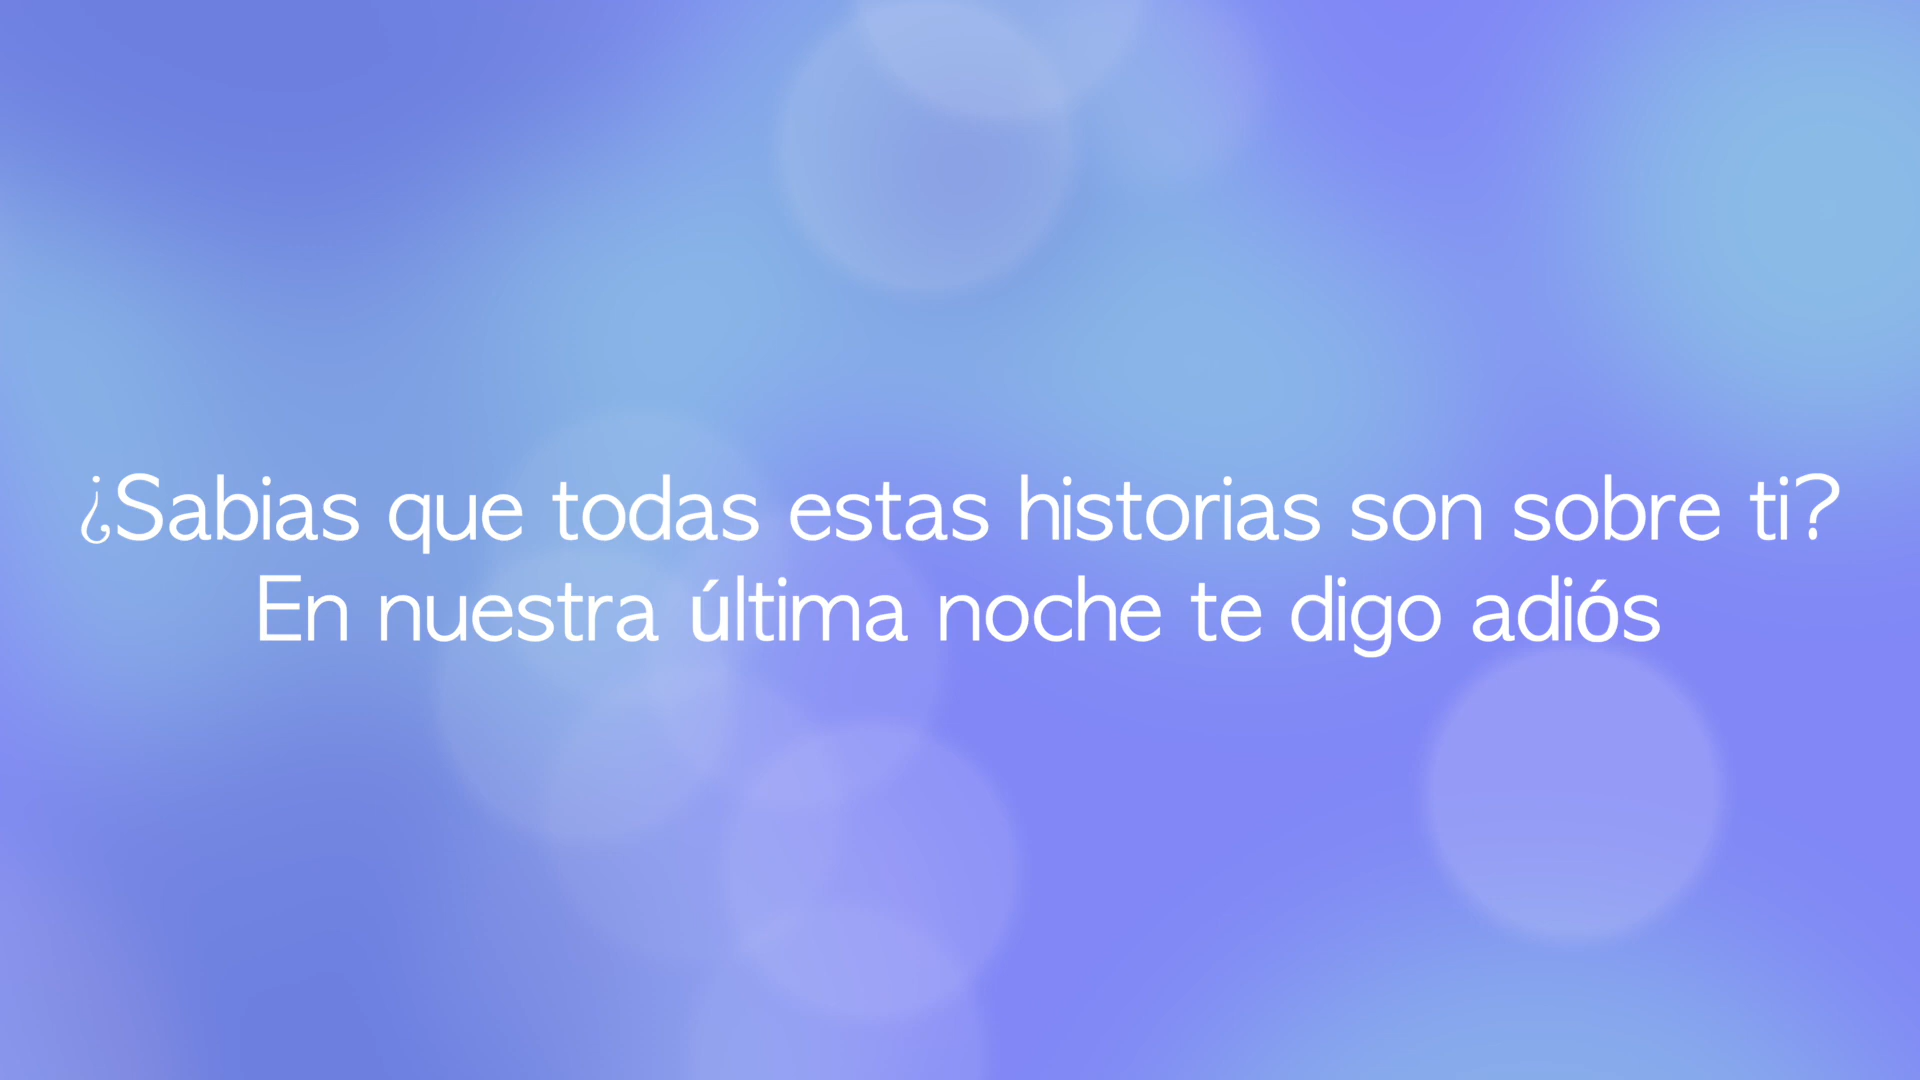 ¿Sabias que todas estas historias son sobre ti?
En nuestra última noche te digo adiós